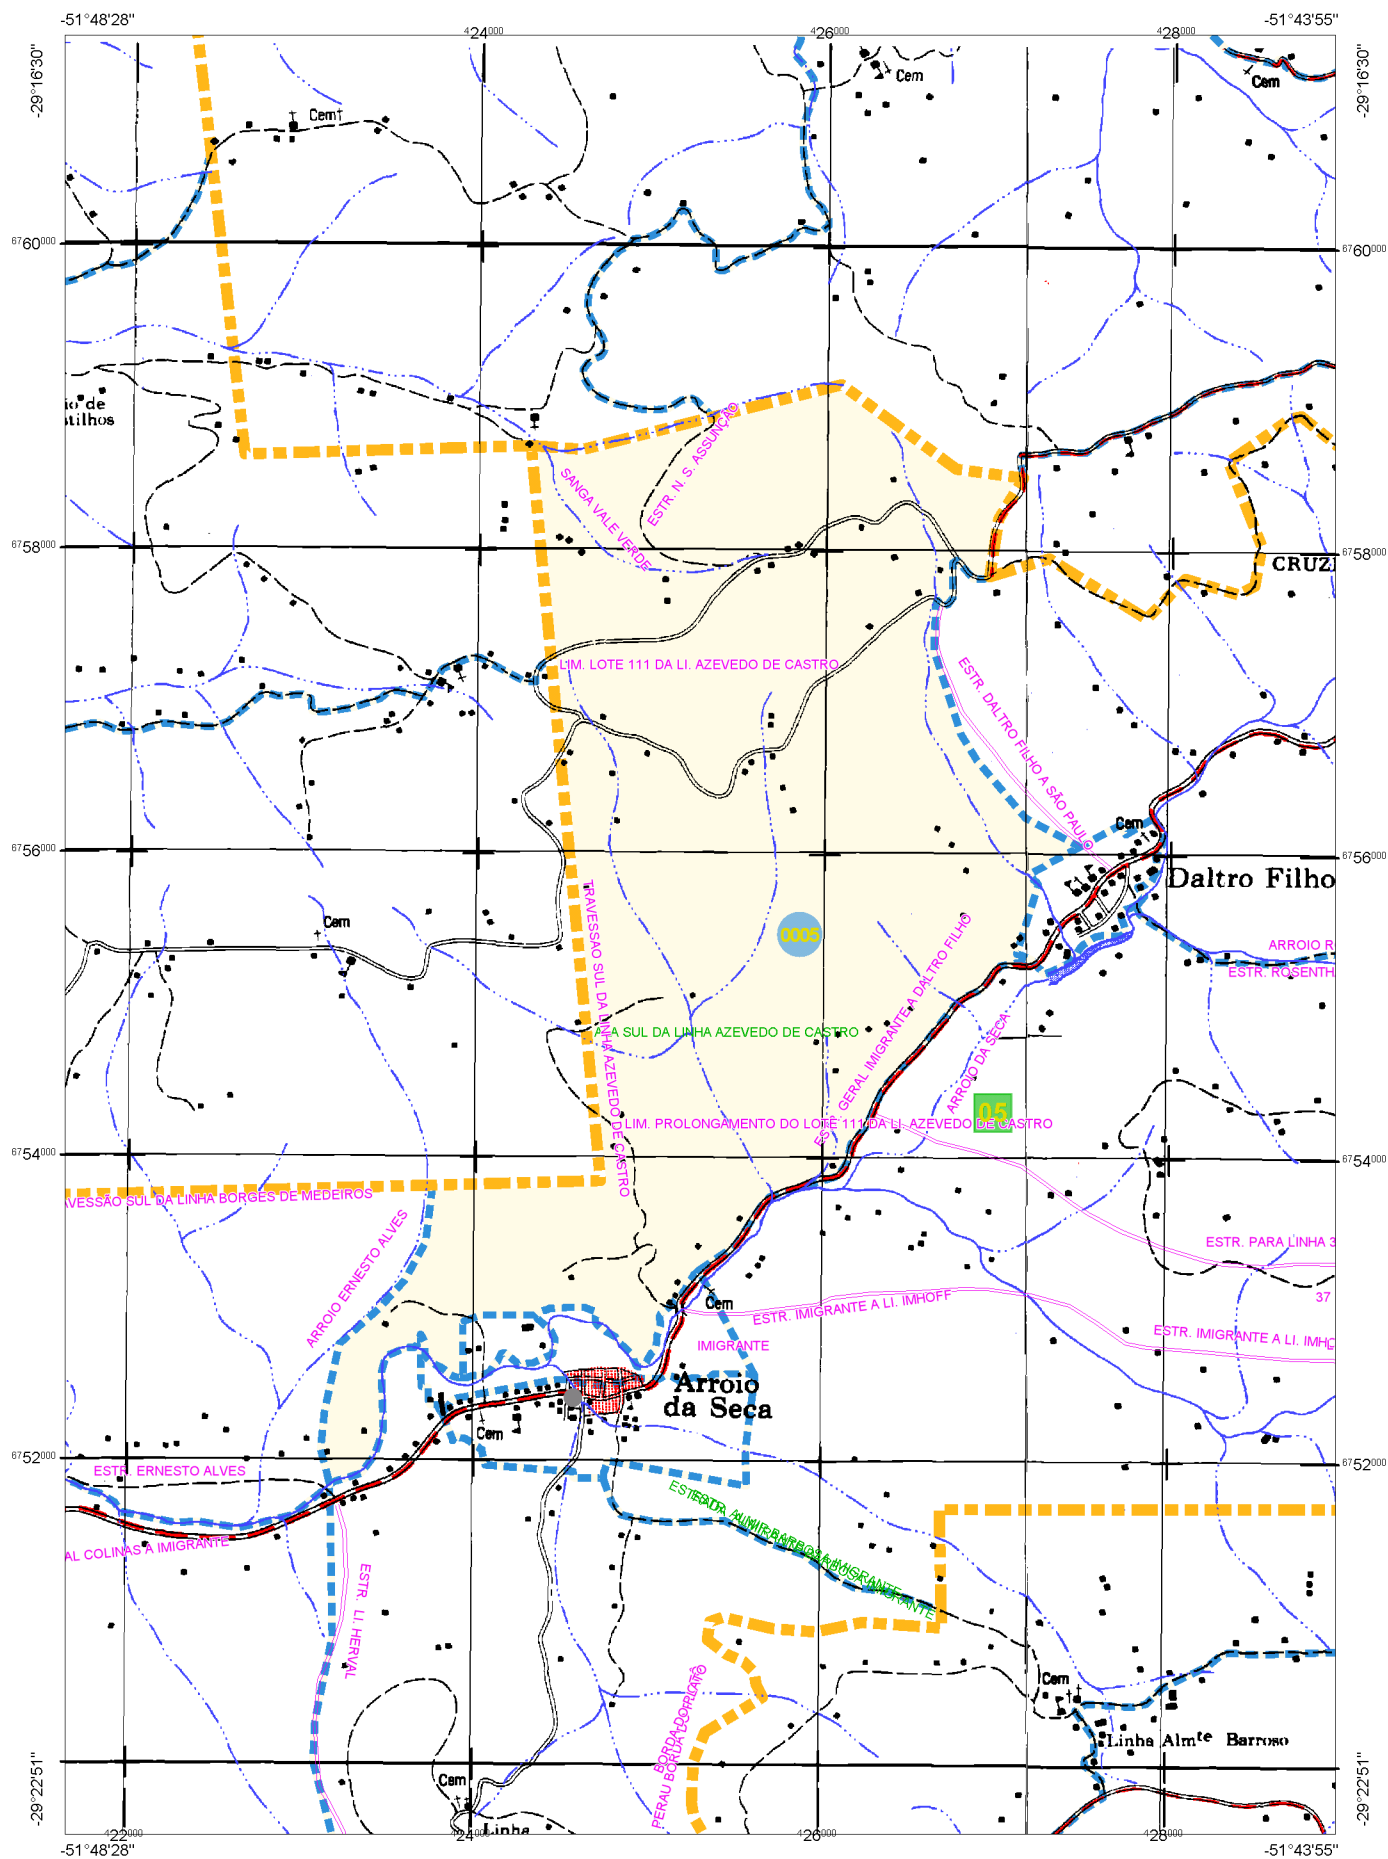 -51°48'28"
-51°43'55"
424000
426000
428000
-29°16'30"
-29°16'30"
Cem
Cem
Cem
6760000
6760000
io de
stilhos
ESTR. N. S. ASSUNÇÃO
SANGA VALE VERDE
6758000
6758000
CRUZ
LIM. LOTE 111 DA LI. AZEVEDO DE CASTRO
ESTR. DALTRO FILHO A SÃO PAULO
Cem
6756000
6756000
Daltro Filho
TRAVESSÃO SUL DA LINHA AZEVEDO DE CASTRO
Cem
0005
ARROIO R
ESTR. ROSENTH
ESTR. GERAL IMIGRANTE A DALTRO FILHO
A SUL DA LINHA AZEVEDO DE CASTRO
ARROIO DA SECA
05
LIM. PROLONGAMENTO DO LOTE 111 DA LI. AZEVEDO DE CASTRO
6754000
6754000
AVESSÃO SUL DA LINHA BORGES DE MEDEIROS
ARROIO ERNESTO ALVES
ESTR. PARA LINHA 3
37
Cem
ESTR. IMIGRANTE A LI. IMHOFF
ESTR. IMIGRANTE A LI. IMHO
IMIGRANTE
Arroio
da Seca
Cem
6752000
6752000
ESTR. ERNESTO ALVES
AL COLINAS A IMIGRANTE
ESTR. LI. HERVAL
Cem
PERAU BORDA DO PLATÔ
Linha Almte Barroso
Cem
Linha
-29°22'51"
-29°22'51"
422000
424000
426000
428000
-51°48'28"
-51°43'55"